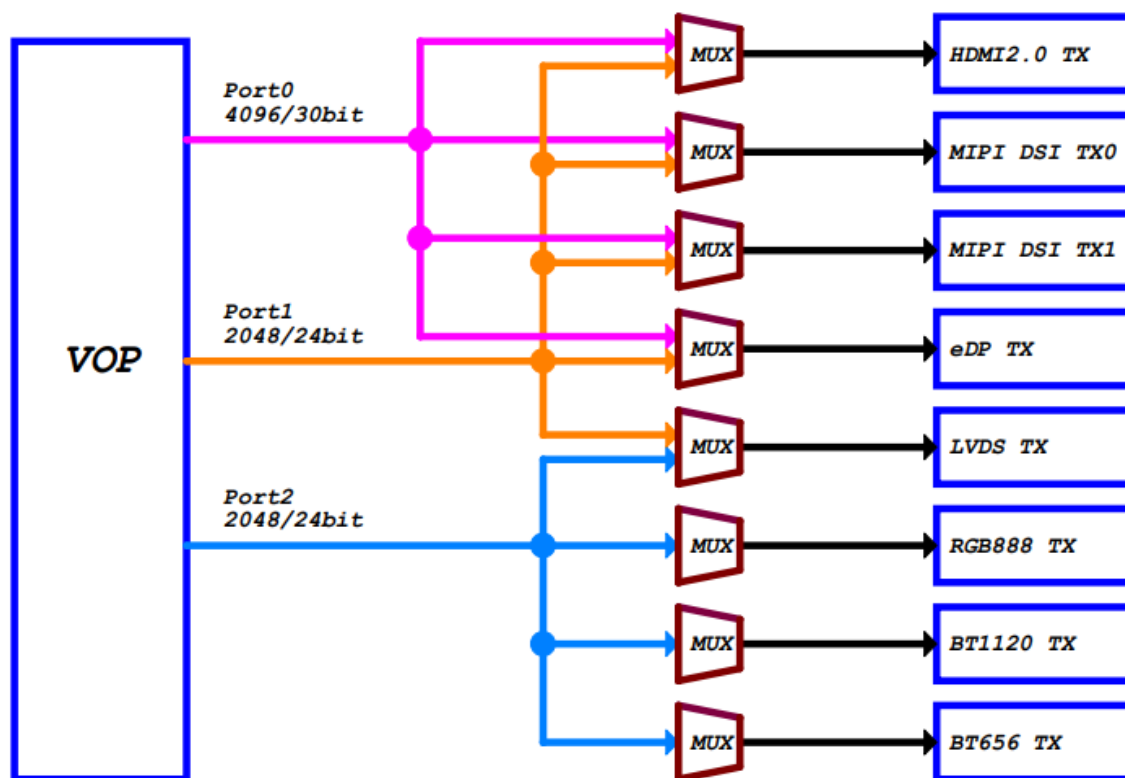 MUX
HDMI2.0 TX
Port0
4096/30bit
MUX
MIPI DSI TX0
MUX
MIPI DSI TX1
Port1
2048/24bit
VOP
MUX
eDP TX
MUX
LVDS TX
Port2
2048/24bit
MUX
RGB888 TX
MUX
BT1120 TX
MUX
BT656 TX